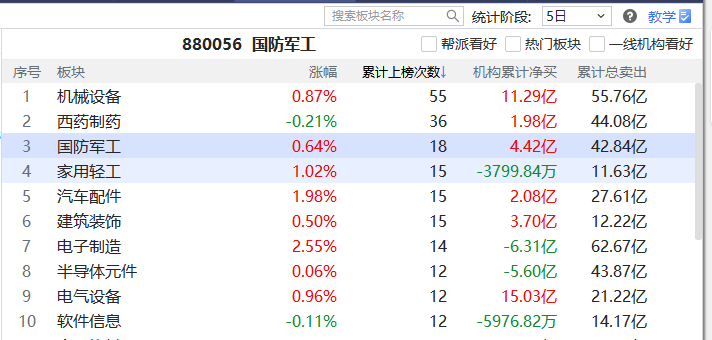 搜索板块名称 统计阶段: 5日 ? 教学
880056 国防军工 帮派看好 热门板块 一线机构看好
序号 板块 涨幅 累计上榜次数↓ 机构累计净买 累计总卖出
1 机械设备 0.87% 55 11.29亿 55.76亿
2 西药制药 -0.21% 36 1.98亿 44.08亿
3 国防军工 0.64% 18 4.42亿 42.84亿
4 家用轻工 1.02% 15 -3799.84万 11.63亿
5 汽车配件 1.98% 15 2.08亿 27.61亿
6 建筑装饰 0.50% 15 3.70亿 12.22亿
7 电子制造 2.55% 14 -6.31亿 62.67亿
8 半导体元件 0.06% 12 -5.60亿 43.87亿
9 电气设备 0.96% 12 15.03亿 21.22亿
10 软件信息 -0.11% 12 -5976.82万 14.17亿